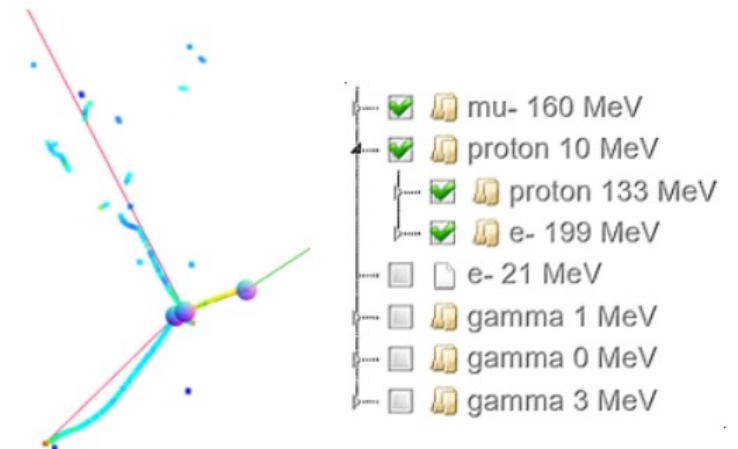 mu- 160 MeV
proton 10 MeV
proton 133 MeV
e- 199 MeV
e- 21 MeV
gamma 1 MeV
gamma 0 MeV
gamma 3 MeV